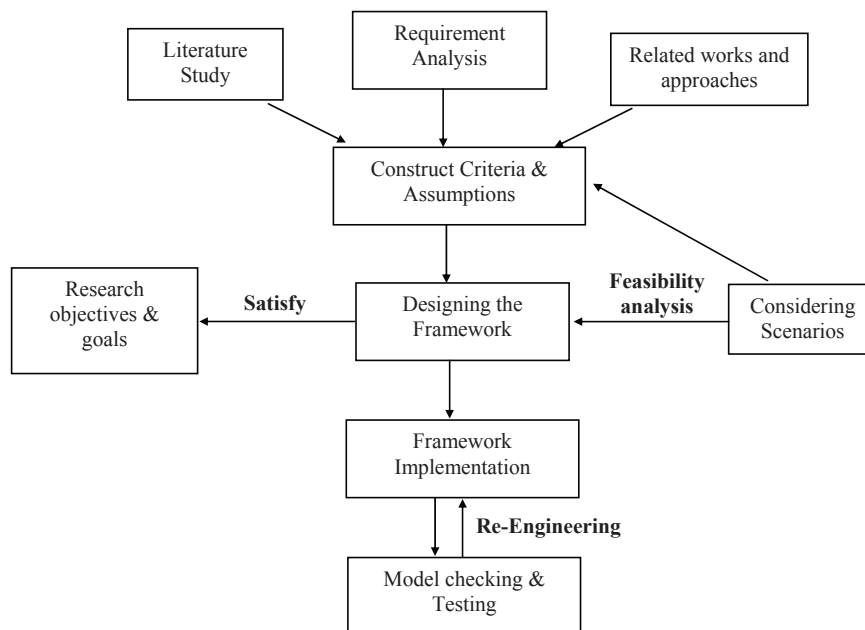 Literature
Study
Requirement
Analysis
Related works and
approaches
Construct Criteria &
Assumptions
Research
objectives &
goals
Satisfy
Designing the
Framework
Feasibility
analysis
Considering
Scenarios
Framework
Implementation
Re-Engineering
Model checking &
Testing